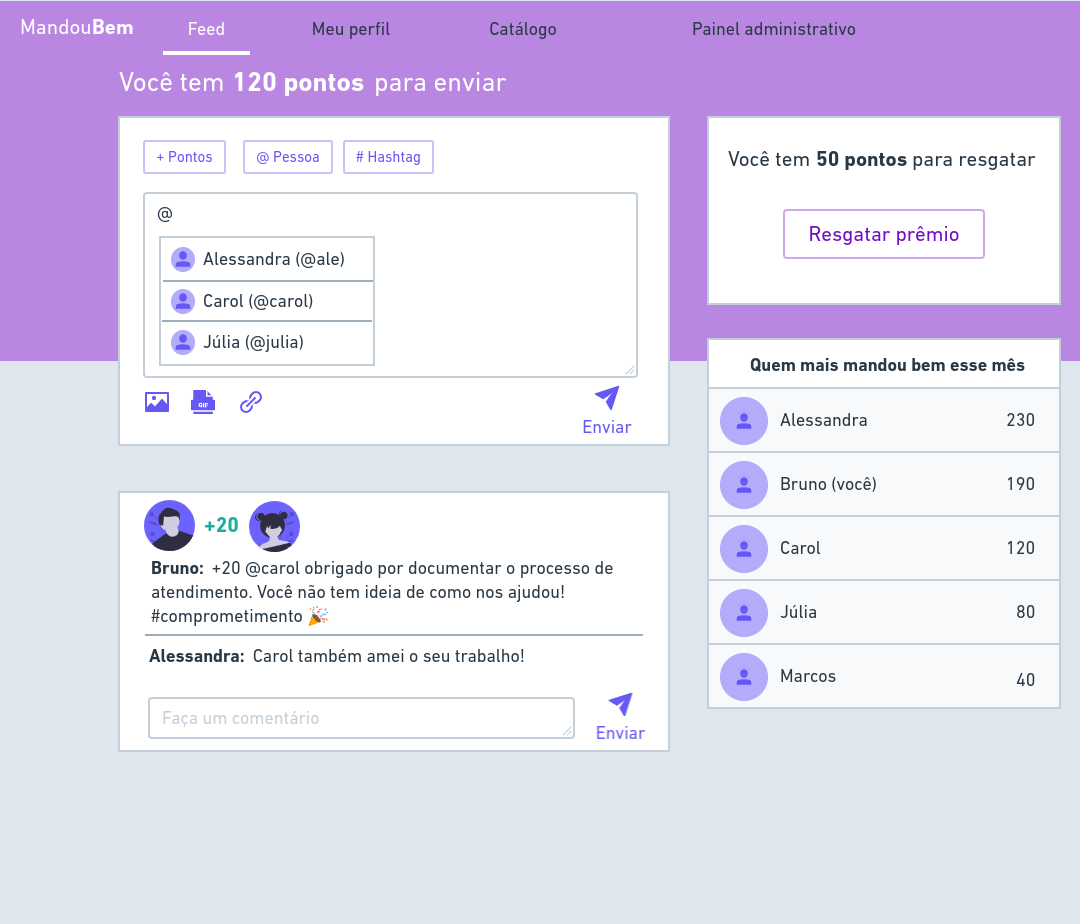 MandouBem
Feed
Meu perfil
Catálogo
Painel administrativo
Você tem 120 pontos para enviar
+ Pontos
@ Pessoa
# Hashtag
@
Alessandra (@ale)
Carol (@carol)
Júlia (@julia)
GIF
Enviar
+20
Bruno: +20 @carol obrigado por documentar o processo de
atendimento. Você não tem ideia de como nos ajudou!
#comprometimento 🎉
Alessandra: Carol também amei o seu trabalho!
Faça um comentário
Enviar
Você tem 50 pontos para resgatar
Resgatar prêmio
Quem mais mandou bem esse mês
Alessandra 230
Bruno (você) 190
Carol 120
Júlia 80
Marcos 40